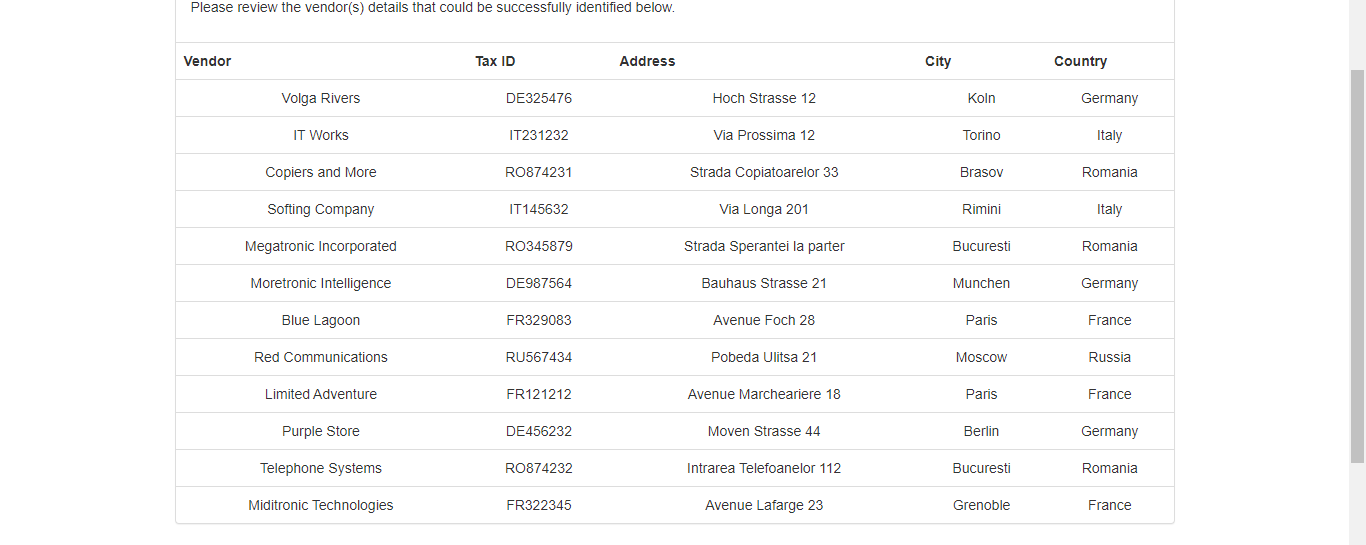 Please review the vendor(s) details that could be successfully identified below.
Vendor Tax ID Address City Country
Volga Rivers DE325476 Hoch Strasse 12 Koln Germany
IT Works IT231232 Via Prossima 12 Torino Italy
Copiers and More RO874231 Strada Copiatoarelor 33 Brasov Romania
Softing Company IT145632 Via Longa 201 Rimini Italy
Megatronic Incorporated RO345879 Strada Sperantei la parter Bucuresti Romania
Moretronic Intelligence DE987564 Bauhaus Strasse 21 Munchen Germany
Blue Lagoon FR329083 Avenue Foch 28 Paris France
Red Communications RU567434 Pobeda Ulitsa 21 Moscow Russia
Limited Adventure FR121212 Avenue Marcheariere 18 Paris France
Purple Store DE456232 Moven Strasse 44 Berlin Germany
Telephone Systems RO874232 Intrarea Telefoanelor 112 Bucuresti Romania
Miditronic Technologies FR322345 Avenue Lafarge 23 Grenoble France